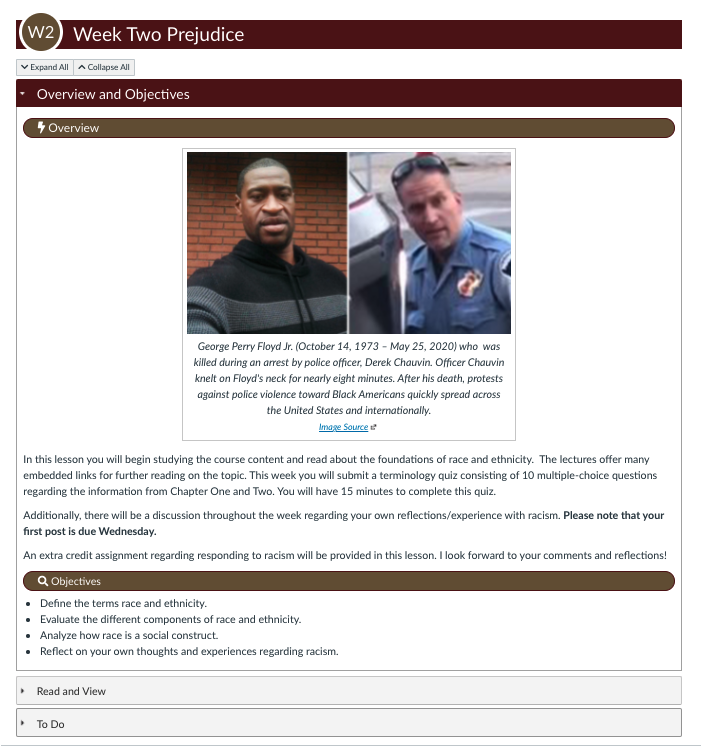 W2
Week Two Prejudice
Expand All
Collapse All
Overview and Objectives
Overview
George Perry Floyd Jr. (October 14, 1973 – May 25, 2020) who  was
killed during an arrest by police officer, Derek Chauvin. Officer Chauvin
knelt on Floyd's neck for nearly eight minutes. After his death, protests
against police violence toward Black Americans quickly spread across
the United States and internationally.
Image Source
In this lesson you will begin studying the course content and read about the foundations of race and ethnicity.  The lectures offer many
embedded links for further reading on the topic. This week you will submit a terminology quiz consisting of 10 multiple-choice questions
regarding the information from Chapter One and Two. You will have 15 minutes to complete this quiz.
Additionally, there will be a discussion throughout the week regarding your own reflections/experience with racism. Please note that your
first post is due Wednesday.
An extra credit assignment regarding responding to racism will be provided in this lesson. I look forward to your comments and reflections!
Objectives
• Define the terms race and ethnicity.
• Evaluate the different components of race and ethnicity.
• Analyze how race is a social construct.
• Reflect on your own thoughts and experiences regarding racism.
Read and View
To Do